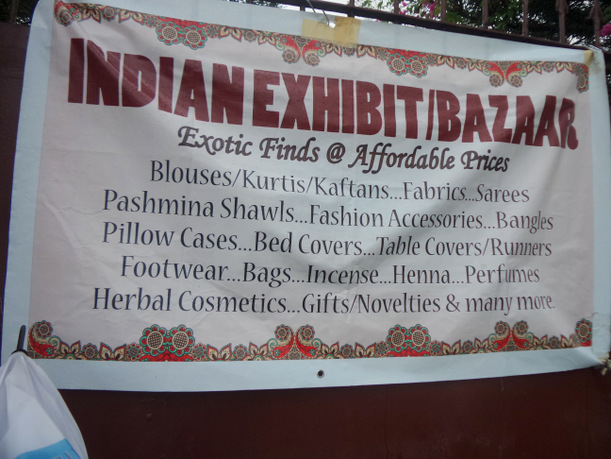 INDIAN EXHIBIT/BAZAAR
Exotic Finds @ Affordable Prices
Blouses/Kurtis/Kaftans...Fabrics...Sarees
Pashmina Shawls...Fashion Accessories...Bangles
Pillow Cases...Bed Covers...Table Covers/Runners
Footwear...Bags...Incense...Henna...Perfumes
Herbal Cosmetics...Gifts/Novelties & many more.